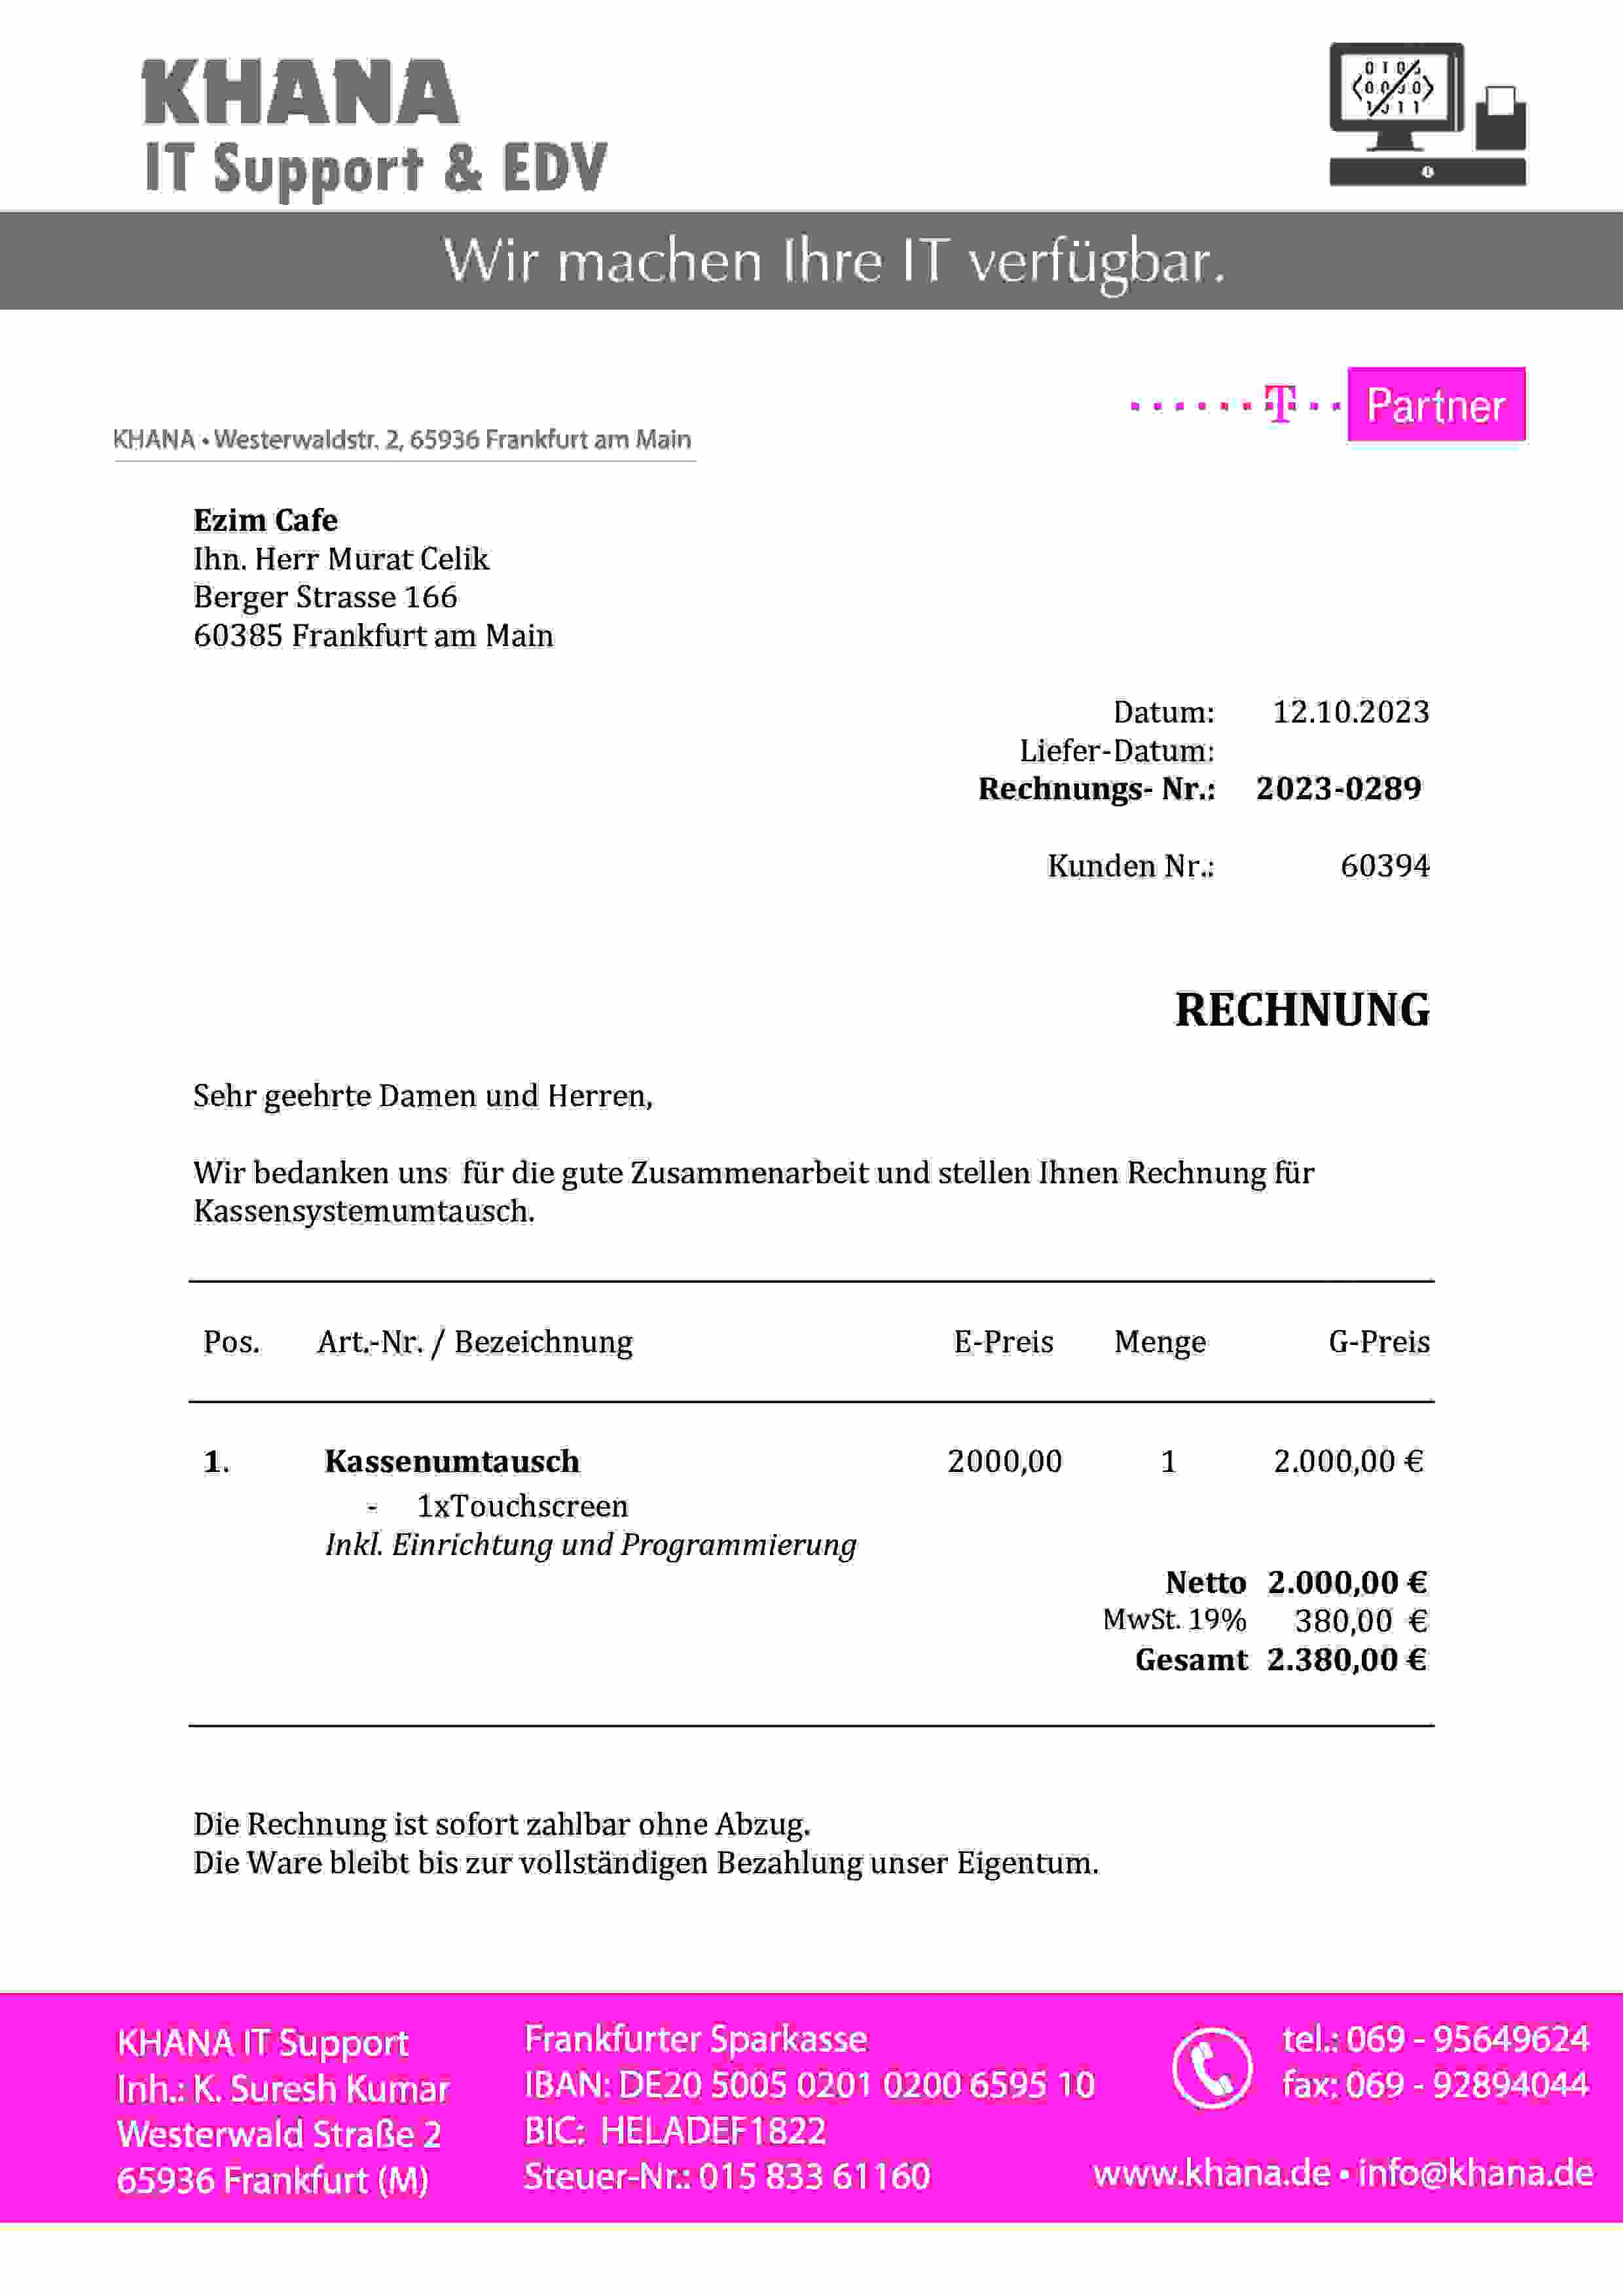 KHANA
IT Support & EDV
Wir machen Ihre IT verfügbar.
T Partner
KHANA • Westerwaldstr. 2, 65936 Frankfurt am Main
Ezim Cafe
Ihn. Herr Murat Celik
Berger Strasse 166
60385 Frankfurt am Main
Datum: 12.10.2023
Liefer-Datum:
Rechnungs- Nr.: 2023-0289
Kunden Nr.: 60394
RECHNUNG
Sehr geehrte Damen und Herren,
Wir bedanken uns für die gute Zusammenarbeit und stellen Ihnen Rechnung für
Kassensystemumtausch.
Pos. Art.-Nr. / Bezeichnung E-Preis Menge G-Preis
1. Kassenumtausch 2000,00 1 2.000,00 €
- 1xTouchscreen
Inkl. Einrichtung und Programmierung
Netto 2.000,00 €
MwSt. 19% 380,00 €
Gesamt 2.380,00 €
Die Rechnung ist sofort zahlbar ohne Abzug.
Die Ware bleibt bis zur vollständigen Bezahlung unser Eigentum.
KHANA IT Support
Inh.: K. Suresh Kumar
Westerwald Straße 2
65936 Frankfurt (M)
Frankfurter Sparkasse
IBAN: DE20 5005 0201 0200 6595 10
BIC: HELADEF1822
Steuer-Nr.: 015 833 61160
tel.: 069 - 95649624
fax: 069 - 92894044
www.khana.de • info@khana.de